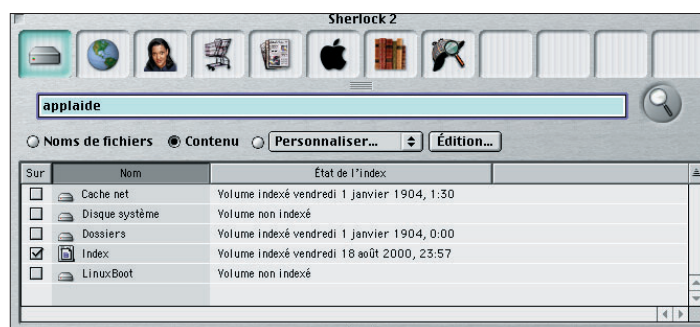 Sherlock 2
applaide
Noms de fichiers Contenu Personnaliser... Édition...
Sur Nom État de l'index
Cache net Volume indexé vendredi 1 janvier 1904, 1:30
Disque système Volume non indexé
Dossiers Volume indexé vendredi 1 janvier 1904, 0:00
Index Volume indexé vendredi 18 août 2000, 23:57
LinuxBoot Volume non indexé